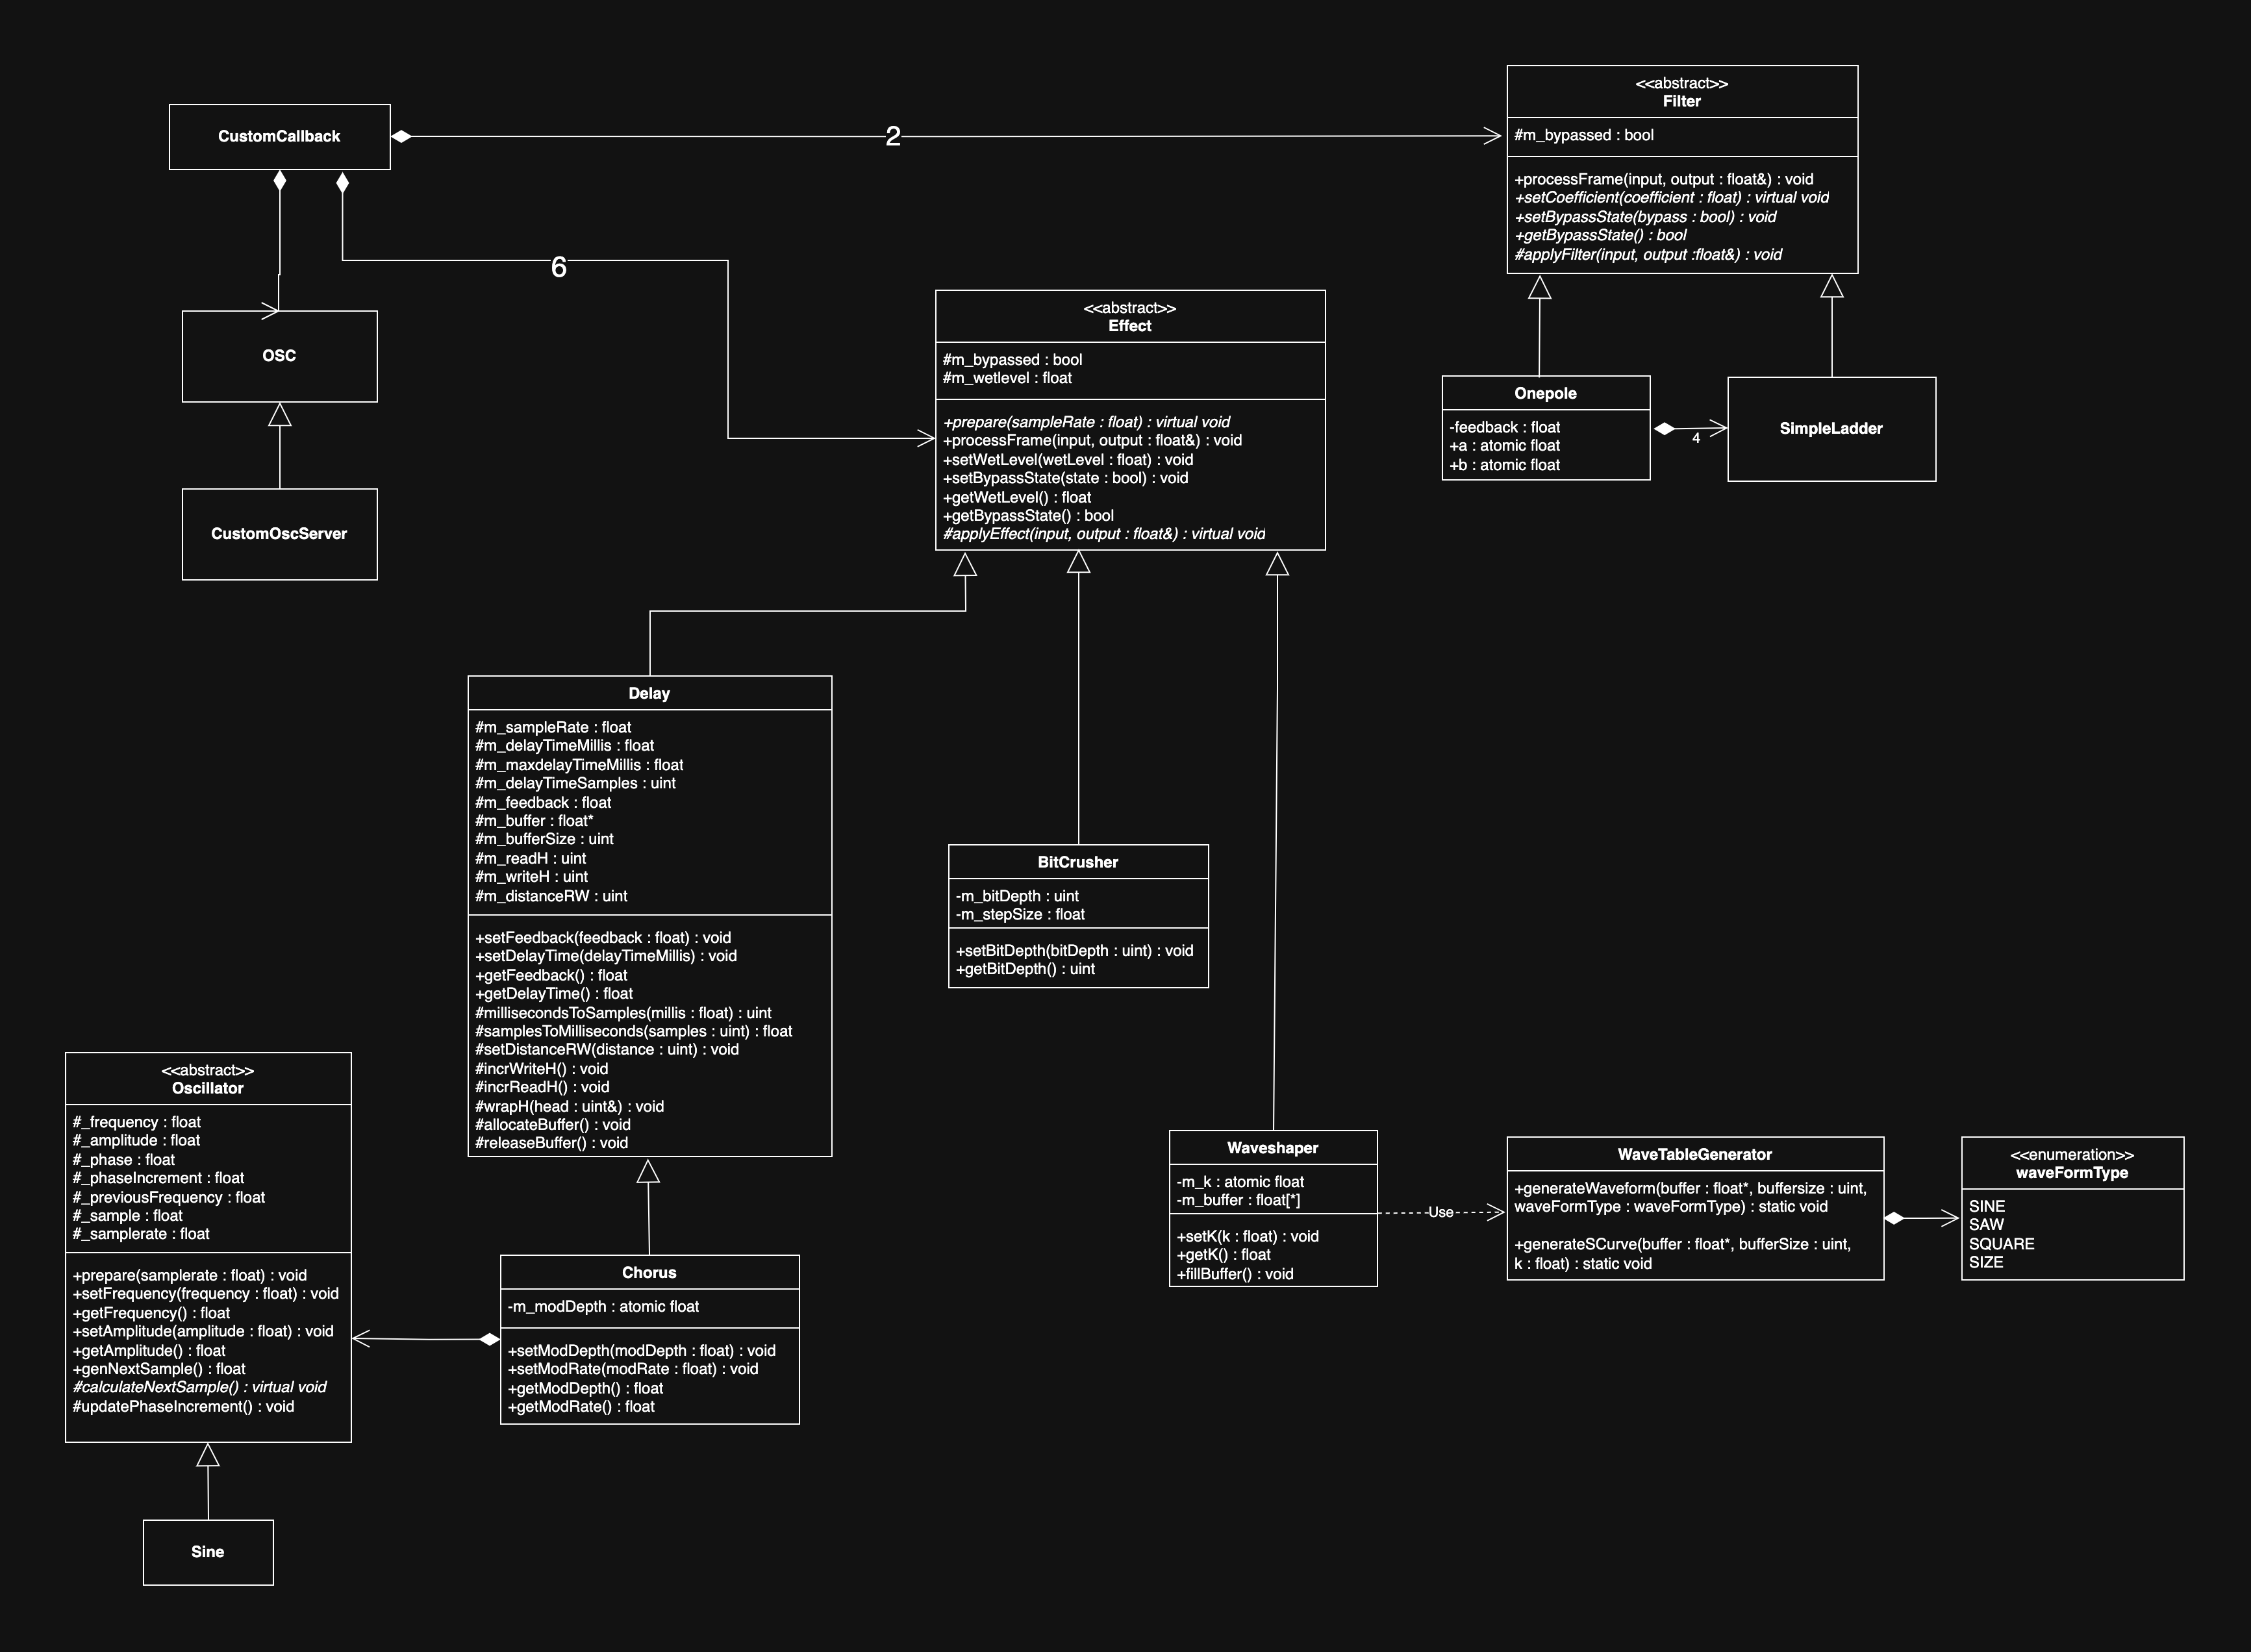 CustomCallback
2
6
OSC
CustomOscServer
<<abstract>>
Filter
#m_bypassed : bool
+processFrame(input, output : float&) : void
+setCoefficient(coefficient : float) : virtual void
+setBypassState(bypass : bool) : void
+getBypassState() : bool
#applyFilter(input, output :float&) : void
Onepole
-feedback : float
+a : atomic float
+b : atomic float
4
SimpleLadder
<<abstract>>
Effect
#m_bypassed : bool
#m_wetlevel : float
+prepare(sampleRate : float) : virtual void
+processFrame(input, output : float&) : void
+setWetLevel(wetLevel : float) : void
+setBypassState(state : bool) : void
+getWetLevel() : float
+getBypassState() : bool
#applyEffect(input, output : float&) : virtual void
Delay
#m_sampleRate : float
#m_delayTimeMillis : float
#m_maxdelayTimeMillis : float
#m_delayTimeSamples : uint
#m_feedback : float
#m_buffer : float*
#m_bufferSize : uint
#m_readH : uint
#m_writeH : uint
#m_distanceRW : uint
+setFeedback(feedback : float) : void
+setDelayTime(delayTimeMillis) : void
+getFeedback() : float
+getDelayTime() : float
#millisecondsToSamples(millis : float) : uint
#samplesToMilliseconds(samples : uint) : float
#setDistanceRW(distance : uint) : void
#incrWriteH() : void
#incrReadH() : void
#wrapH(head : uint&) : void
#allocateBuffer() : void
#releaseBuffer() : void
BitCrusher
-m_bitDepth : uint
-m_stepSize : float
+setBitDepth(bitDepth : uint) : void
+getBitDepth() : uint
<<abstract>>
Oscillator
#_frequency : float
#_amplitude : float
#_phase : float
#_phaseIncrement : float
#_previousFrequency : float
#_sample : float
#_samplerate : float
+prepare(samplerate : float) : void
+setFrequency(frequency : float) : void
+getFrequency() : float
+setAmplitude(amplitude : float) : void
+getAmplitude() : float
+genNextSample() : float
#calculateNextSample() : virtual void
#updatePhaseIncrement() : void
Sine
Chorus
-m_modDepth : atomic float
+setModDepth(modDepth : float) : void
+setModRate(modRate : float) : void
+getModDepth() : float
+getModRate() : float
Waveshaper
-m_k : atomic float
-m_buffer : float[*]
+setK(k : float) : void
+getK() : float
+fillBuffer() : void
Use
WaveTableGenerator
+generateWaveform(buffer : float*, buffersize : uint,
waveFormType : waveFormType) : static void
+generateSCurve(buffer : float*, bufferSize : uint,
k : float) : static void
<<enumeration>>
waveFormType
SINE
SAW
SQUARE
SIZE